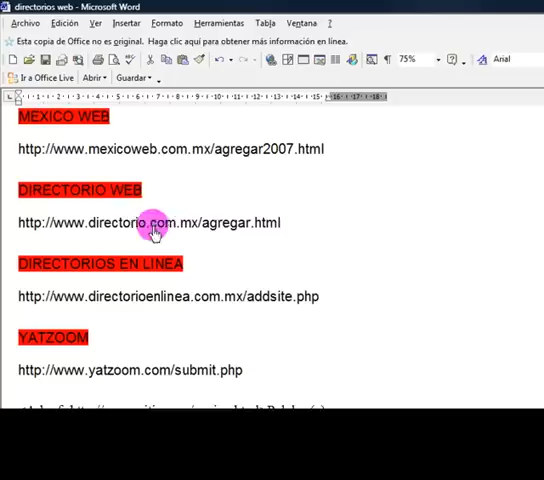 directorios web - Microsoft Word
Archivo Edición Ver Insertar Formato Herramientas Tabla Ventana ?
Esta copia de Office no es original. Haga clic aquí para obtener más información en línea.
75% Arial
Ir a Office Live Abrir Guardar
MEXICO WEB
http://www.mexicoweb.com.mx/agregar2007.html
DIRECTORIO WEB
http://www.directorio.com.mx/agregar.html
DIRECTORIOS EN LINEA
http://www.directorioenlinea.com.mx/addsite.php
YATZOOM
http://www.yatzoom.com/submit.php